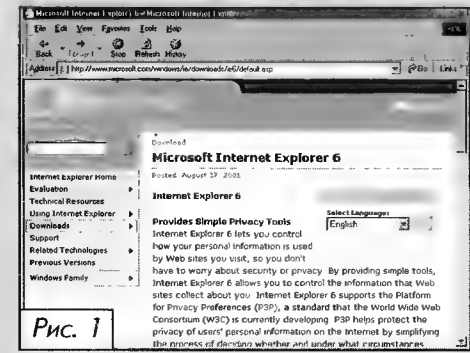 Microsoft Internet Explorer 6 - Microsoft Internet Explorer
File Edit View Favorites Tools Help
Back Forward Stop Refresh History
Address http://www.microsoft.com/windows/ie/downloads/ie6/default.asp Go Links
Download
Microsoft Internet Explorer 6
Posted August 17 2001
Internet Explorer Home
Evaluation
Technical Resources
Using Internet Explorer
Downloads
Support
Related Technologies
Previous Versions
Windows Family
Internet Explorer 6
Select Language:
English
Provides Simple Privacy Tools
Internet Explorer 6 lets you control
how your personal information is used
by Web sites you visit, so you don't
have to worry about security or privacy By providing simple tools,
Internet Explorer 6 allows you to control the information that Web
sites collect about you Internet Explorer 6 supports the Platform
for Privacy Preferences (P3P), a standard that the World Wide Web
Consortium (W3C) is currently developing P3P helps protect the
privacy of users' personal information on the Internet by simplifying
the process of deciding whether and under what circumstances
Рис. 1